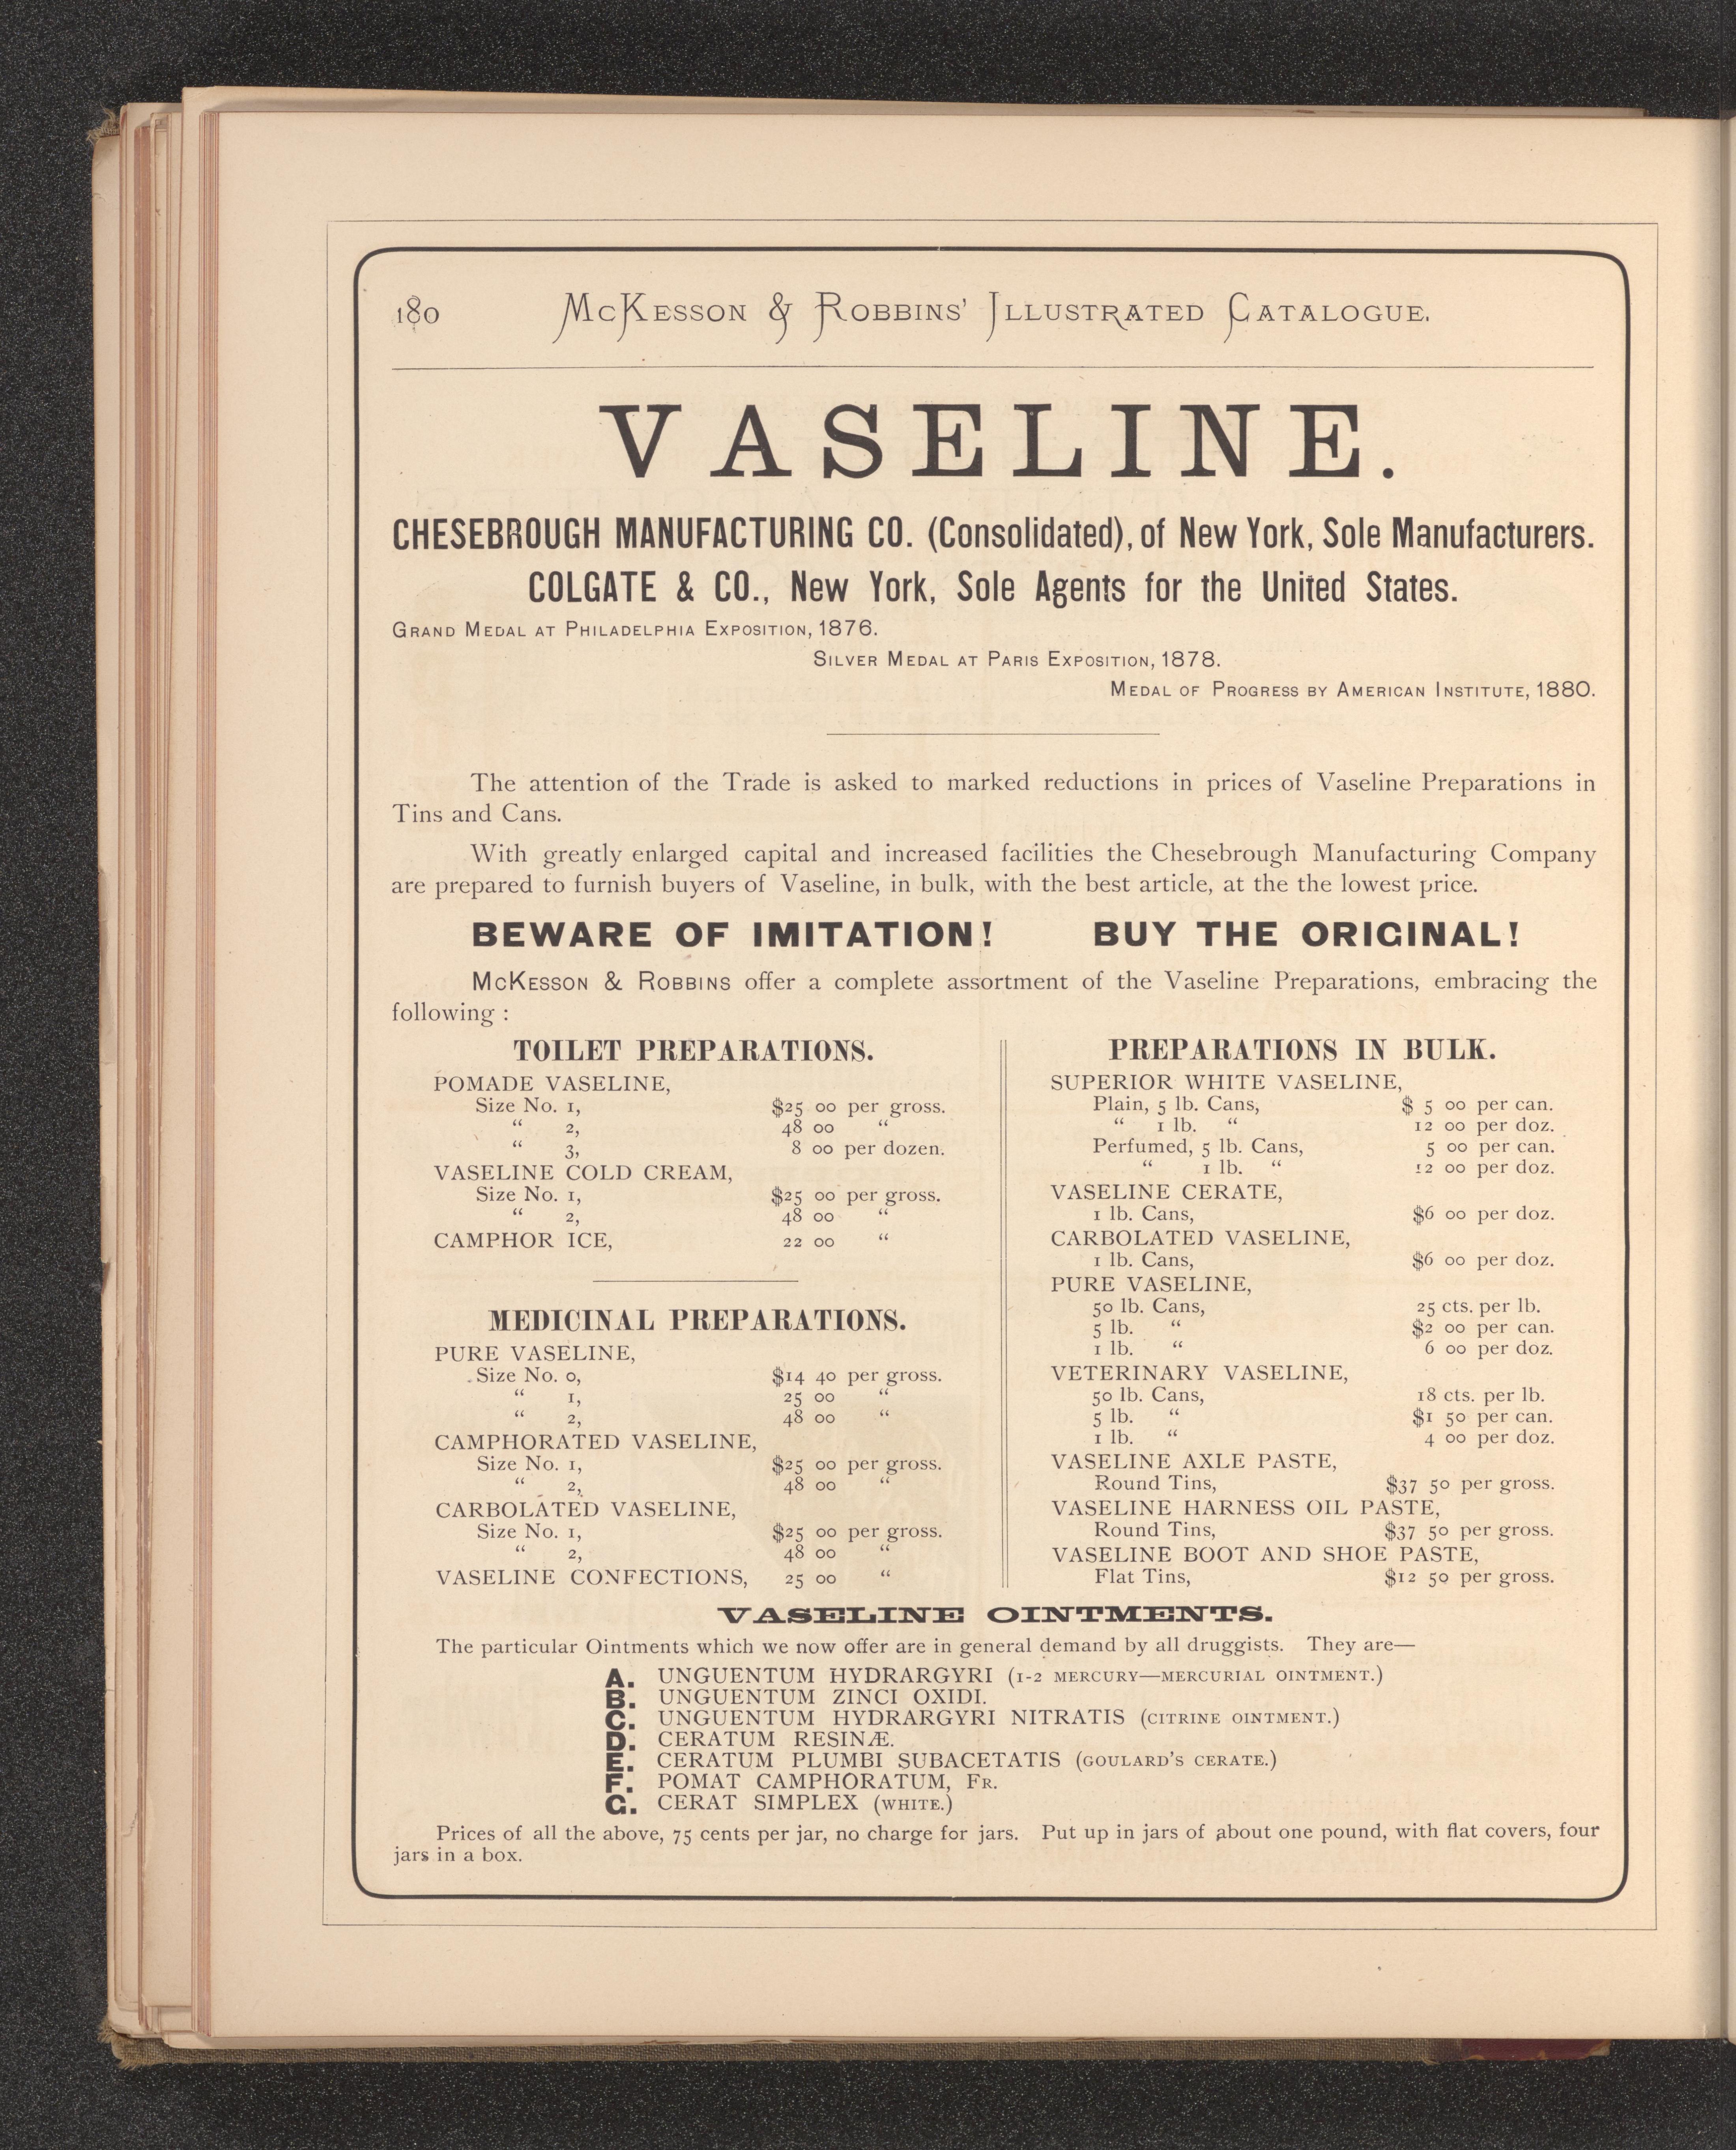 180 McKesson & Robbins' Illustrated Catalogue.
VASELINE.
CHESEBROUGH MANUFACTURING CO. (Consolidated), of New York, Sole Manufacturers.
COLGATE & CO., New York, Sole Agents for the United States.
Grand Medal at Philadelphia Exposition, 1876.
Silver Medal at Paris Exposition, 1878.
Medal of Progress by American Institute, 1880.
The attention of the Trade is asked to marked reductions in prices of Vaseline Preparations in
Tins and Cans.
With greatly enlarged capital and increased facilities the Chesebrough Manufacturing Company
are prepared to furnish buyers of Vaseline, in bulk, with the best article, at the the lowest price.
BEWARE OF IMITATION! BUY THE ORIGINAL!
McKesson & Robbins offer a complete assortment of the Vaseline Preparations, embracing the
following :
TOILET PREPARATIONS.
POMADE VASELINE,
Size No. 1, $25 00 per gross.
“ 2, 48 00 “
“ 3, 8 00 per dozen.
VASELINE COLD CREAM,
Size No. 1, $25 00 per gross.
“ 2, 48 00 “
CAMPHOR ICE, 22 00 “
MEDICINAL PREPARATIONS.
PURE VASELINE,
Size No. 0, $14 40 per gross.
“ 1, 25 00 “
“ 2, 48 00 “
CAMPHORATED VASELINE,
Size No. 1, $25 00 per gross.
“ 2, 48 00 “
CARBOLATED VASELINE,
Size No. 1, $25 00 per gross.
“ 2, 48 00 “
VASELINE CONFECTIONS, 25 00 “
PREPARATIONS IN BULK.
SUPERIOR WHITE VASELINE,
Plain, 5 lb. Cans, $ 5 00 per can.
“ 1 lb. “ 12 00 per doz.
Perfumed, 5 lb. Cans, 5 00 per can.
“ 1 lb. “ 12 00 per doz.
VASELINE CERATE,
1 lb. Cans, $6 00 per doz.
CARBOLATED VASELINE,
1 lb. Cans, $6 00 per doz.
PURE VASELINE,
50 lb. Cans, 25 cts. per lb.
5 lb. “ $2 00 per can.
1 lb. “ 6 00 per doz.
VETERINARY VASELINE,
50 lb. Cans, 18 cts. per lb.
5 lb. “ $1 50 per can.
1 lb. “ 4 00 per doz.
VASELINE AXLE PASTE,
Round Tins, $37 50 per gross.
VASELINE HARNESS OIL PASTE,
Round Tins, $37 50 per gross.
VASELINE BOOT AND SHOE PASTE,
Flat Tins, $12 50 per gross.
VASELINE OINTMENTS.
The particular Ointments which we now offer are in general demand by all druggists. They are—
A. UNGUENTUM HYDRARGYRI (1-2 MERCURY—MERCURIAL OINTMENT.)
B. UNGUENTUM ZINCI OXIDI.
C. UNGUENTUM HYDRARGYRI NITRATIS (CITRINE OINTMENT.)
D. CERATUM RESINÆ.
E. CERATUM PLUMBI SUBACETATIS (GOULARD'S CERATE.)
F. POMAT CAMPHORATUM, Fr.
G. CERAT SIMPLEX (WHITE.)
Prices of all the above, 75 cents per jar, no charge for jars. Put up in jars of about one pound, with flat covers, four
jars in a box.